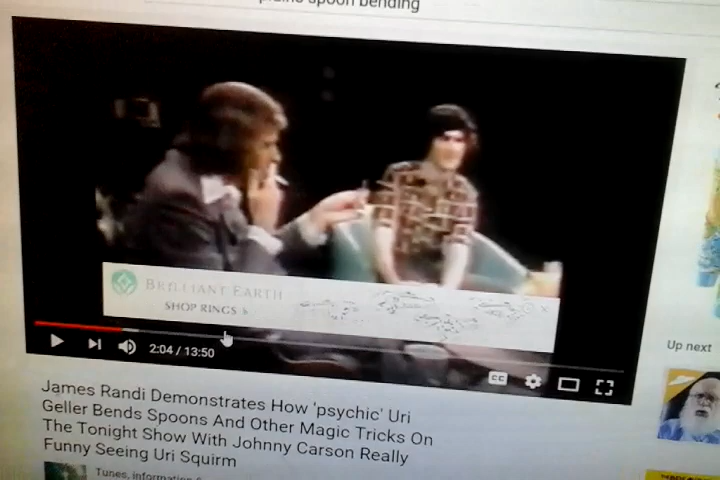 spoon bending
BRILLIANT EARTH
SHOP RINGS
2:04 / 13:50
CC
Up next
James Randi Demonstrates How 'psychic' Uri
Geller Bends Spoons And Other Magic Tricks On
The Tonight Show With Johnny Carson Really
Funny Seeing Uri Squirm
Tunes, information &